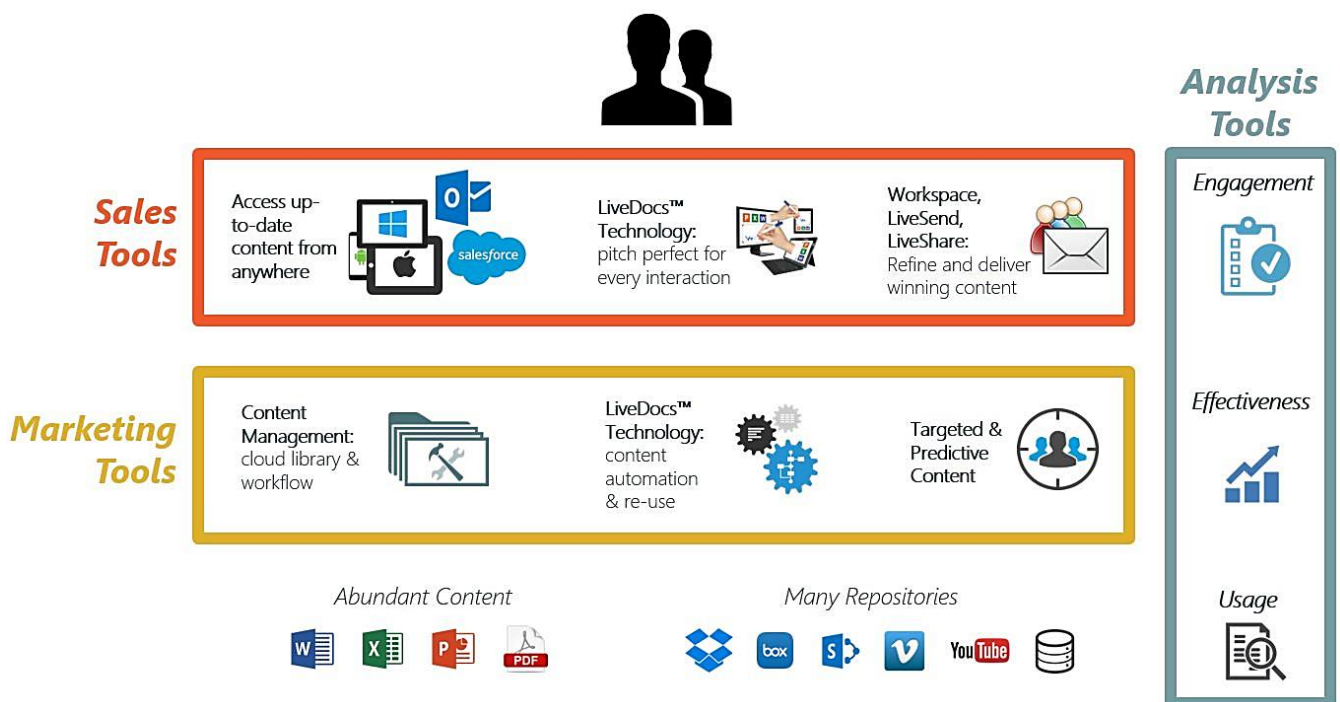 Analysis
Tools
Sales
Tools
Access up-
to-date
content from
anywhere
O
salesforce
LiveDocs™
Technology:
pitch perfect for
every interaction
Workspace,
LiveSend,
LiveShare:
Refine and deliver
winning content
Engagement
Marketing
Tools
Content
Management:
cloud library &
workflow
LiveDocs™
Technology:
content
automation
& re-use
Targeted &
Predictive
Content
Effectiveness
Abundant Content
W
X
P
PDF
Many Repositories
box
S
V
YouTube
Usage